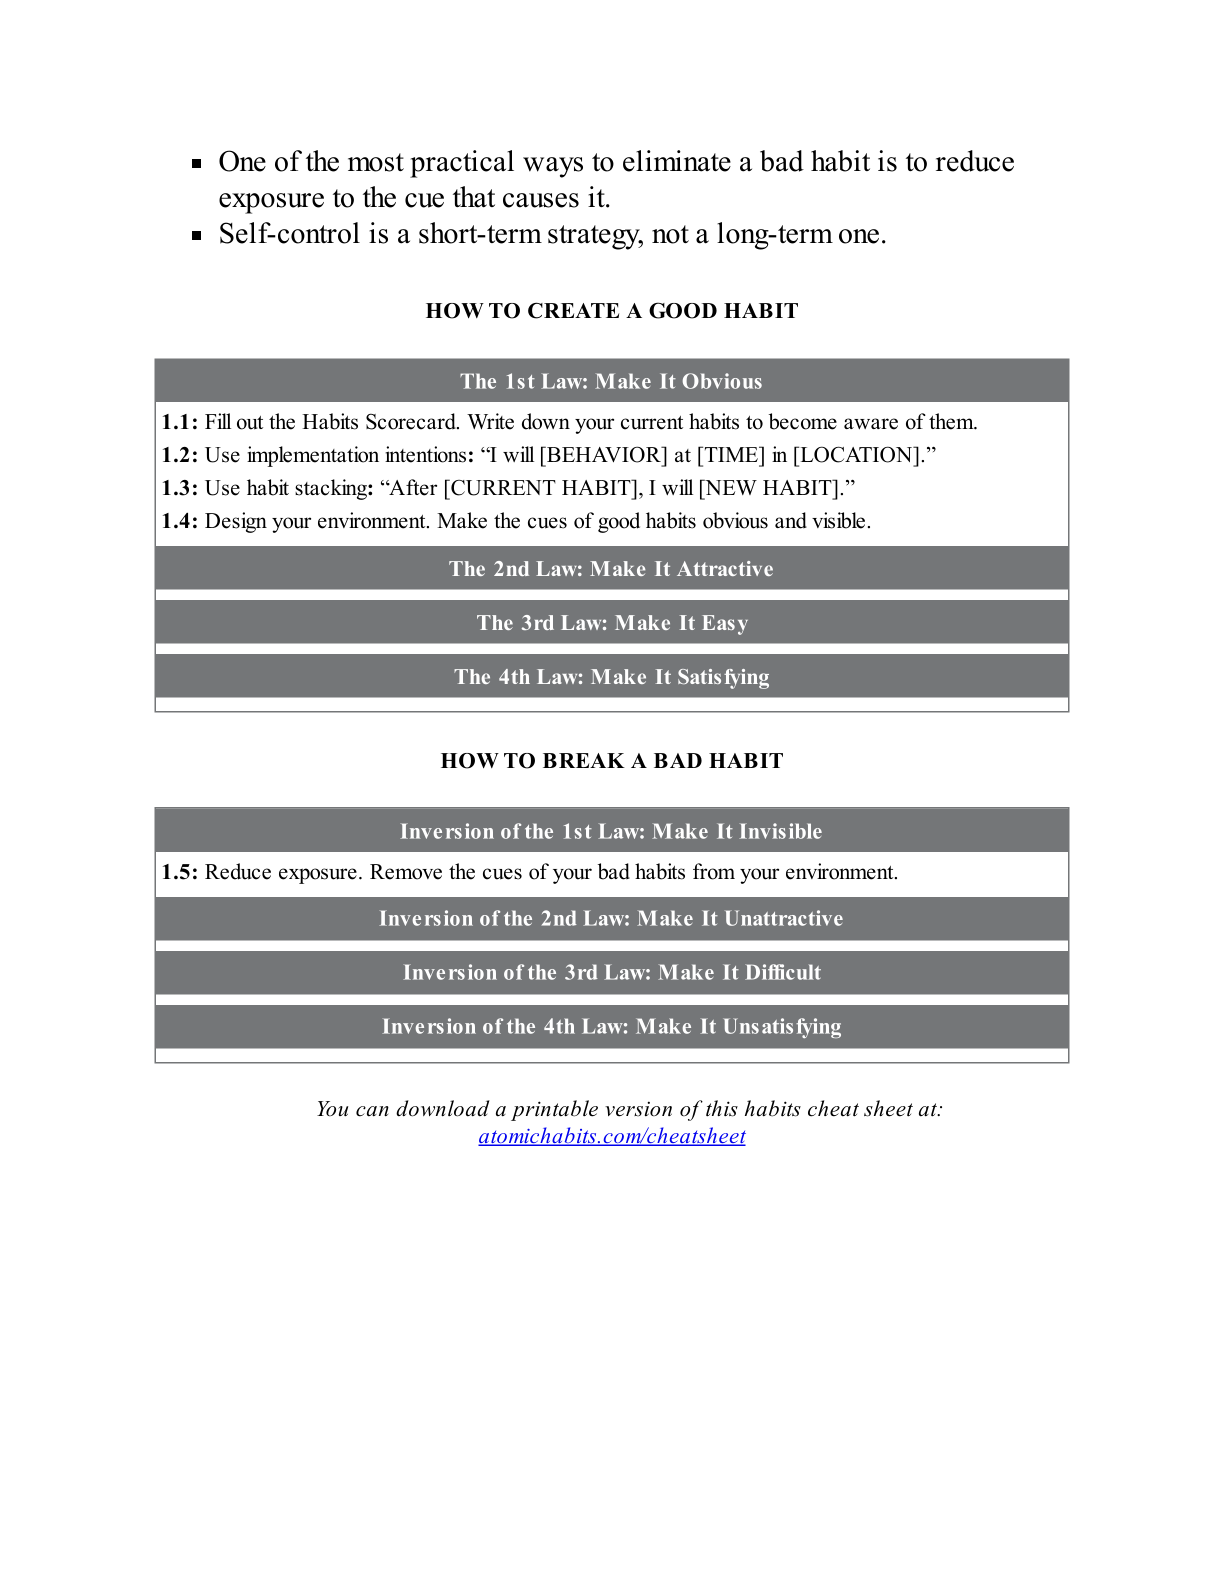 ▪ One of the most practical ways to eliminate a bad habit is to reduce
exposure to the cue that causes it.
▪ Self-control is a short-term strategy, not a long-term one.
HOW TO CREATE A GOOD HABIT
The 1st Law: Make It Obvious
1.1: Fill out the Habits Scorecard. Write down your current habits to become aware of them.
1.2: Use implementation intentions: “I will [BEHAVIOR] at [TIME] in [LOCATION].”
1.3: Use habit stacking: “After [CURRENT HABIT], I will [NEW HABIT].”
1.4: Design your environment. Make the cues of good habits obvious and visible.
The 2nd Law: Make It Attractive
The 3rd Law: Make It Easy
The 4th Law: Make It Satisfying
HOW TO BREAK A BAD HABIT
Inversion of the 1st Law: Make It Invisible
1.5: Reduce exposure. Remove the cues of your bad habits from your environment.
Inversion of the 2nd Law: Make It Unattractive
Inversion of the 3rd Law: Make It Difficult
Inversion of the 4th Law: Make It Unsatisfying
You can download a printable version of this habits cheat sheet at:
atomichabits.com/cheatsheet